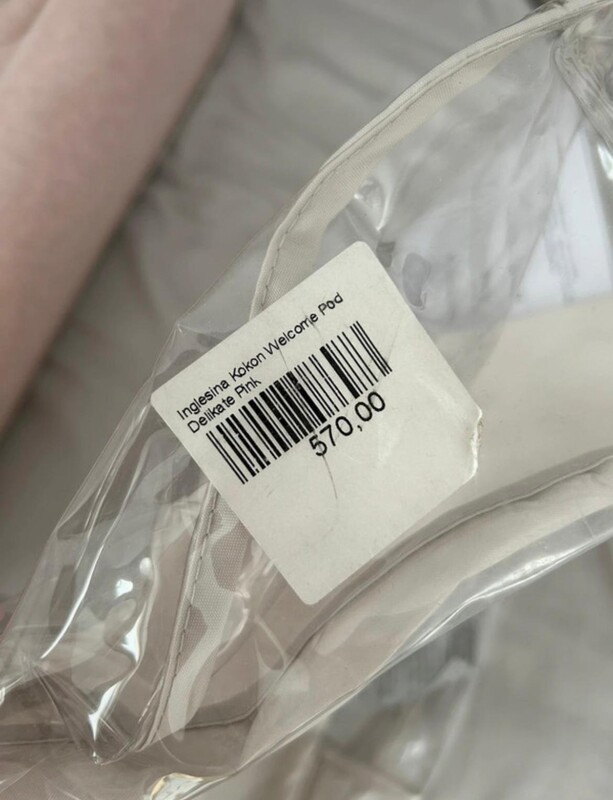 Inglesina Kokon Welcome Pod
Delikate Pink
570,00